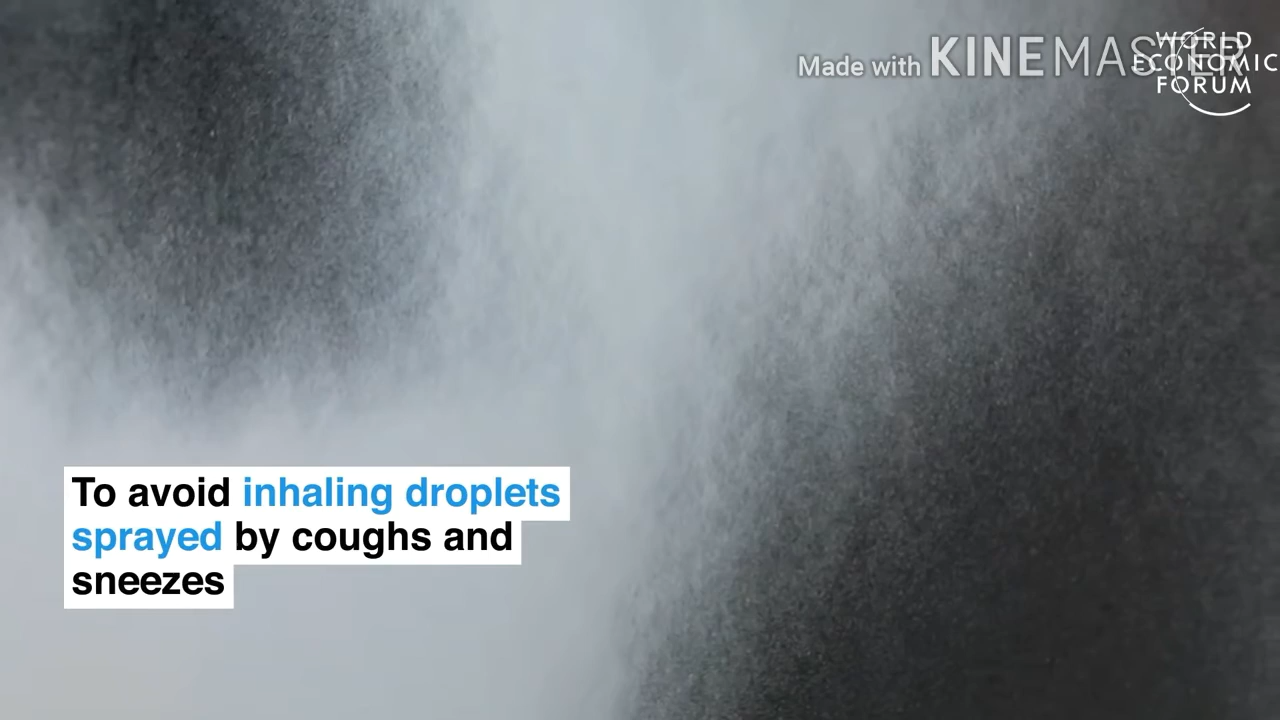 Made with KINEMASTER
WORLD
ECONOMIC
FORUM
To avoid inhaling droplets
sprayed by coughs and
sneezes